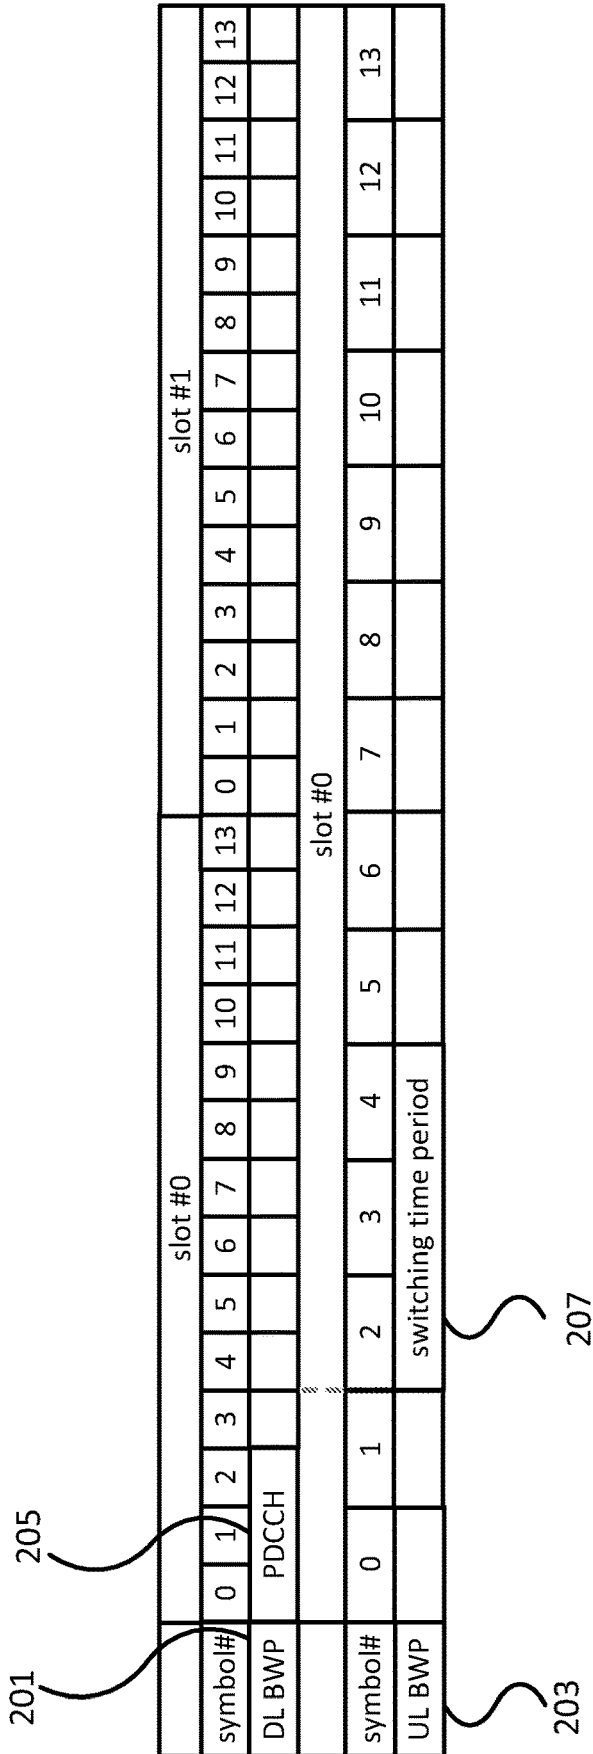 201
205
slot #0 slot #1
symbol# 0 1 2 3 4 5 6 7 8 9 10 11 12 13 0 1 2 3 4 5 6 7 8 9 10 11 12 13
DL BWP PDCCH
slot #0
symbol# 0 1 2 3 4 5 6 7 8 9 10 11 12 13
UL BWP switching time period
203
207